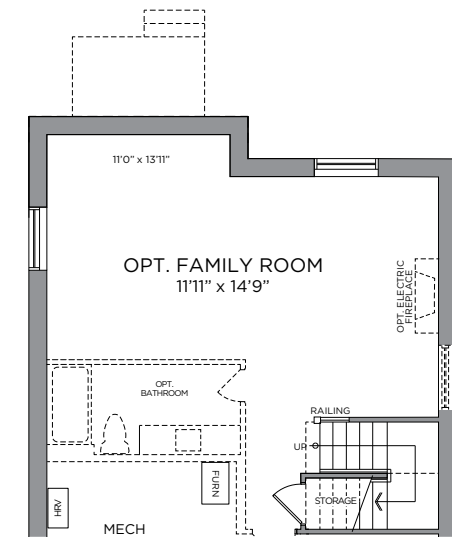 11'0" x 13'11"
OPT. FAMILY ROOM
11'11" x 14'9"
OPT. ELECTRIC
FIREPLACE
OPT.
BATHROOM
RAILING
UP
FURN
STORAGE
HRV
MECH